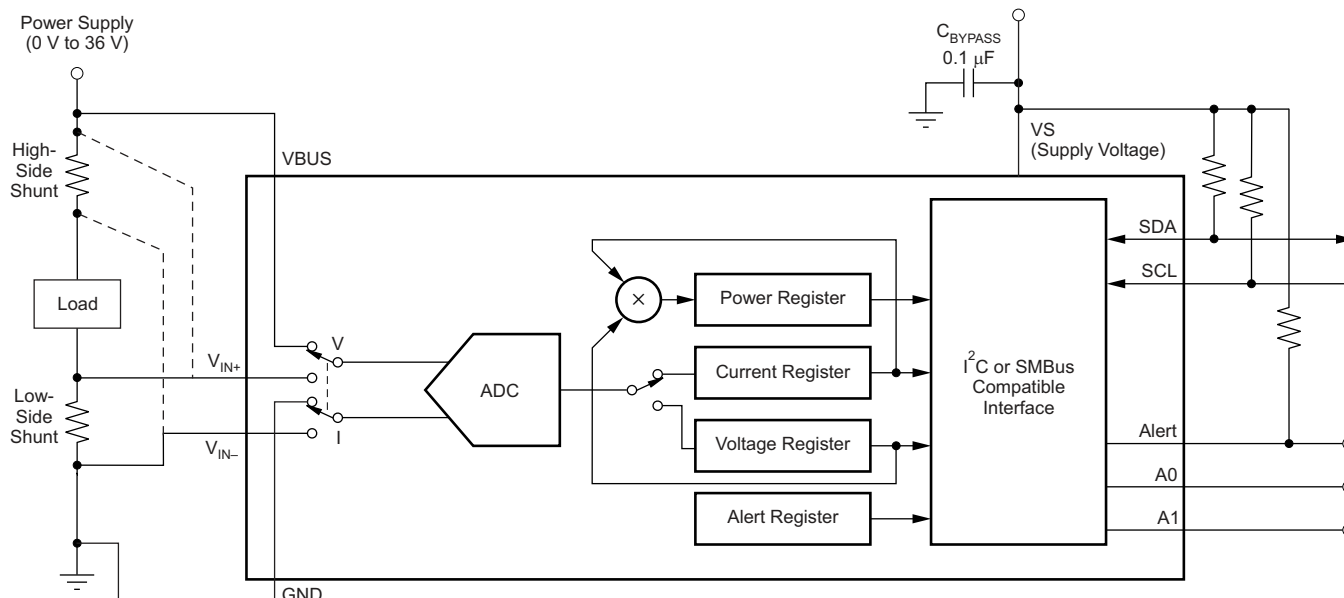 Power Supply
(0 V to 36 V)
C_BYPASS
0.1 μF
VS
(Supply Voltage)
High-
Side
Shunt
VBUS
SDA
SCL
Load
×
Power Register
V
V_IN+
ADC
Current Register
I²C or SMBus
Compatible
Interface
Low-
Side
Shunt
V_IN–
I
Voltage Register
Alert
A0
Alert Register
A1
GND